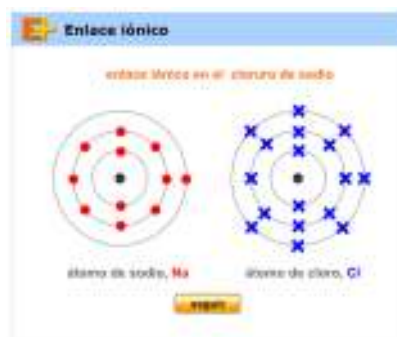 Enlace iónico
enlace iónico en el cloruro de sodio
átomo de sodio, Na
átomo de cloro, Cl